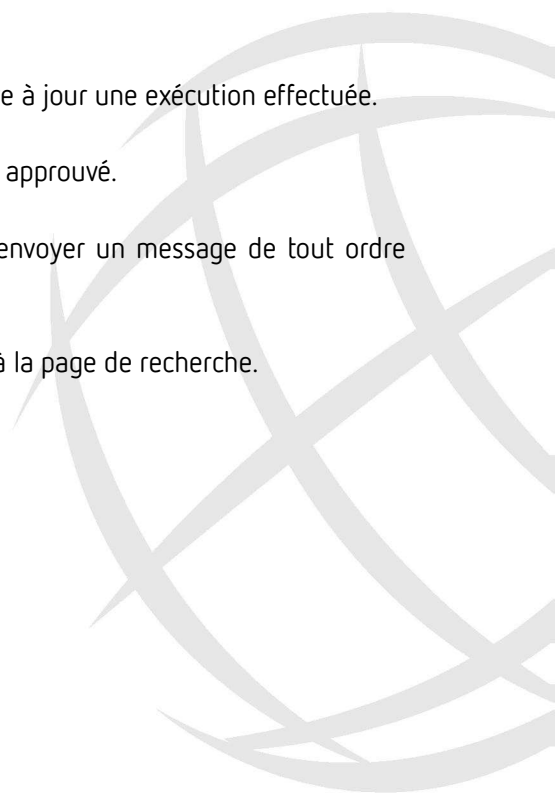 e à jour une exécution effectuée.
approuvé.
envoyer un message de tout ordre
à la page de recherche.